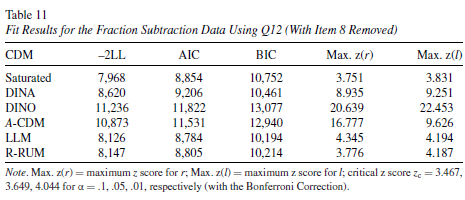 Table 11
Fit Results for the Fraction Subtraction Data Using Q12 (With Item 8 Removed)
CDM −2LL AIC BIC Max. z(r) Max. z(l)
Saturated 7,968 8,854 10,752 3.751 3.831
DINA 8,620 9,206 10,461 8.935 9.251
DINO 11,236 11,822 13,077 20.639 22.453
A-CDM 10,873 11,531 12,940 16.777 9.626
LLM 8,126 8,784 10,194 4.345 4.194
R-RUM 8,147 8,805 10,214 3.776 4.187
Note. Max. z(r) = maximum z score for r; Max. z(l) = maximum z score for l; critical z score zc = 3.467,
3.649, 4.044 for α = .1, .05, .01, respectively (with the Bonferroni Correction).